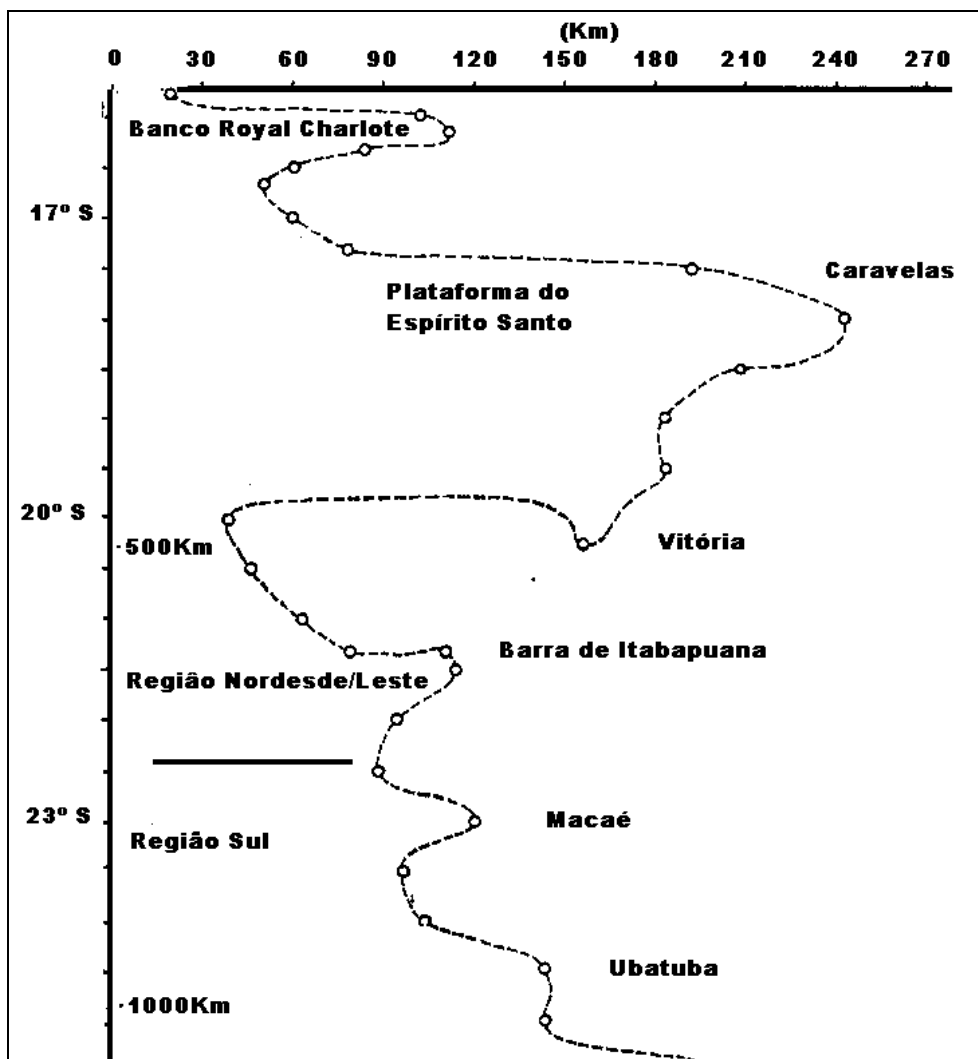 (Km)
0 30 60 90 120 150 180 210 240 270
Banco Royal Charlote
17º S
Caravelas
Plataforma do
Espírito Santo
20º S
Vitória
500Km
Barra de Itabapuana
Região Nordesde/Leste
23º S
Macaé
Região Sul
Ubatuba
1000Km